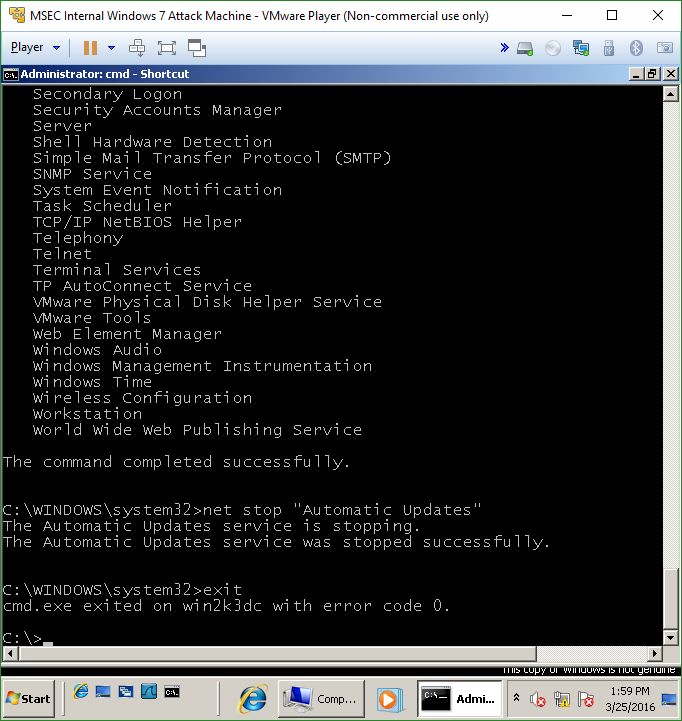 MSEC Internal Windows 7 Attack Machine - VMware Player (Non-commercial use only)
Player
Administrator: cmd - Shortcut
Secondary Logon
Security Accounts Manager
Server
Shell Hardware Detection
Simple Mail Transfer Protocol (SMTP)
SNMP Service
System Event Notification
Task Scheduler
TCP/IP NetBIOS Helper
Telephony
Telnet
Terminal Services
TP AutoConnect Service
VMware Physical Disk Helper Service
VMware Tools
Web Element Manager
Windows Audio
Windows Management Instrumentation
Windows Time
Wireless Configuration
Workstation
World Wide Web Publishing Service
The command completed successfully.
C:\WINDOWS\system32>net stop "Automatic Updates"
The Automatic Updates service is stopping.
The Automatic Updates service was stopped successfully.
C:\WINDOWS\system32>exit
cmd.exe exited on win2k3dc with error code 0.
C:\>_
This copy of Windows is not genuine
Start
Comp...
Admi...
1:59 PM
3/25/2016